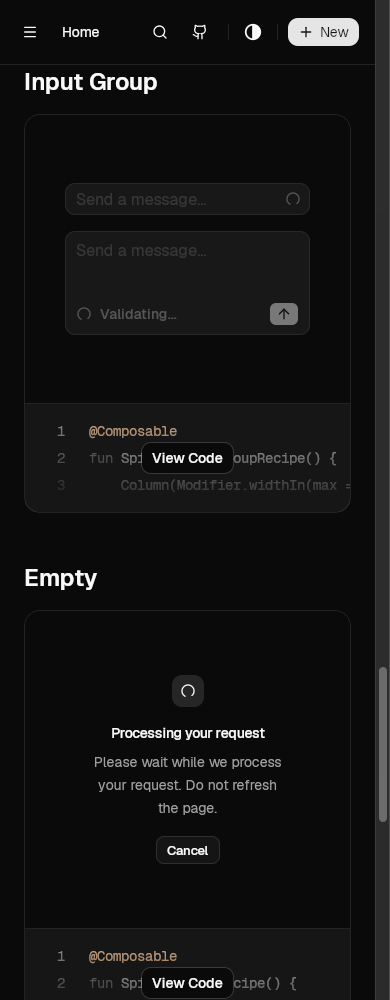 Home
New
Input Group
Send a message...
Send a message...
Validating...
1 @Composable
2 fun Spi oupRecipe() {
View Code
3 Column(Modifier.widthIn(max =
Empty
Processing your request
Please wait while we process
your request. Do not refresh
the page.
Cancel
1 @Composable
2 fun Spi cipe() {
View Code